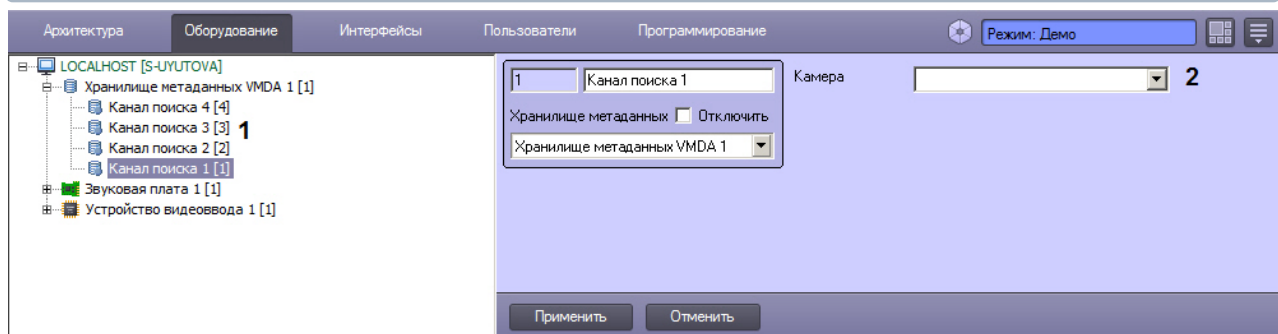 Архитектура Оборудование Интерфейсы Пользователи Программирование Режим: Демо
LOCALHOST [S-UYUTOVA]
Хранилище метаданных VMDA 1 [1]
Канал поиска 4 [4]
Канал поиска 3 [3] 1
Канал поиска 2 [2]
Канал поиска 1 [1]
Звуковая плата 1 [1]
Устройство видеоввода 1 [1]
1 Канал поиска 1 Камера 2
Хранилище метаданных Отключить
Хранилище метаданных VMDA 1
Применить Отменить